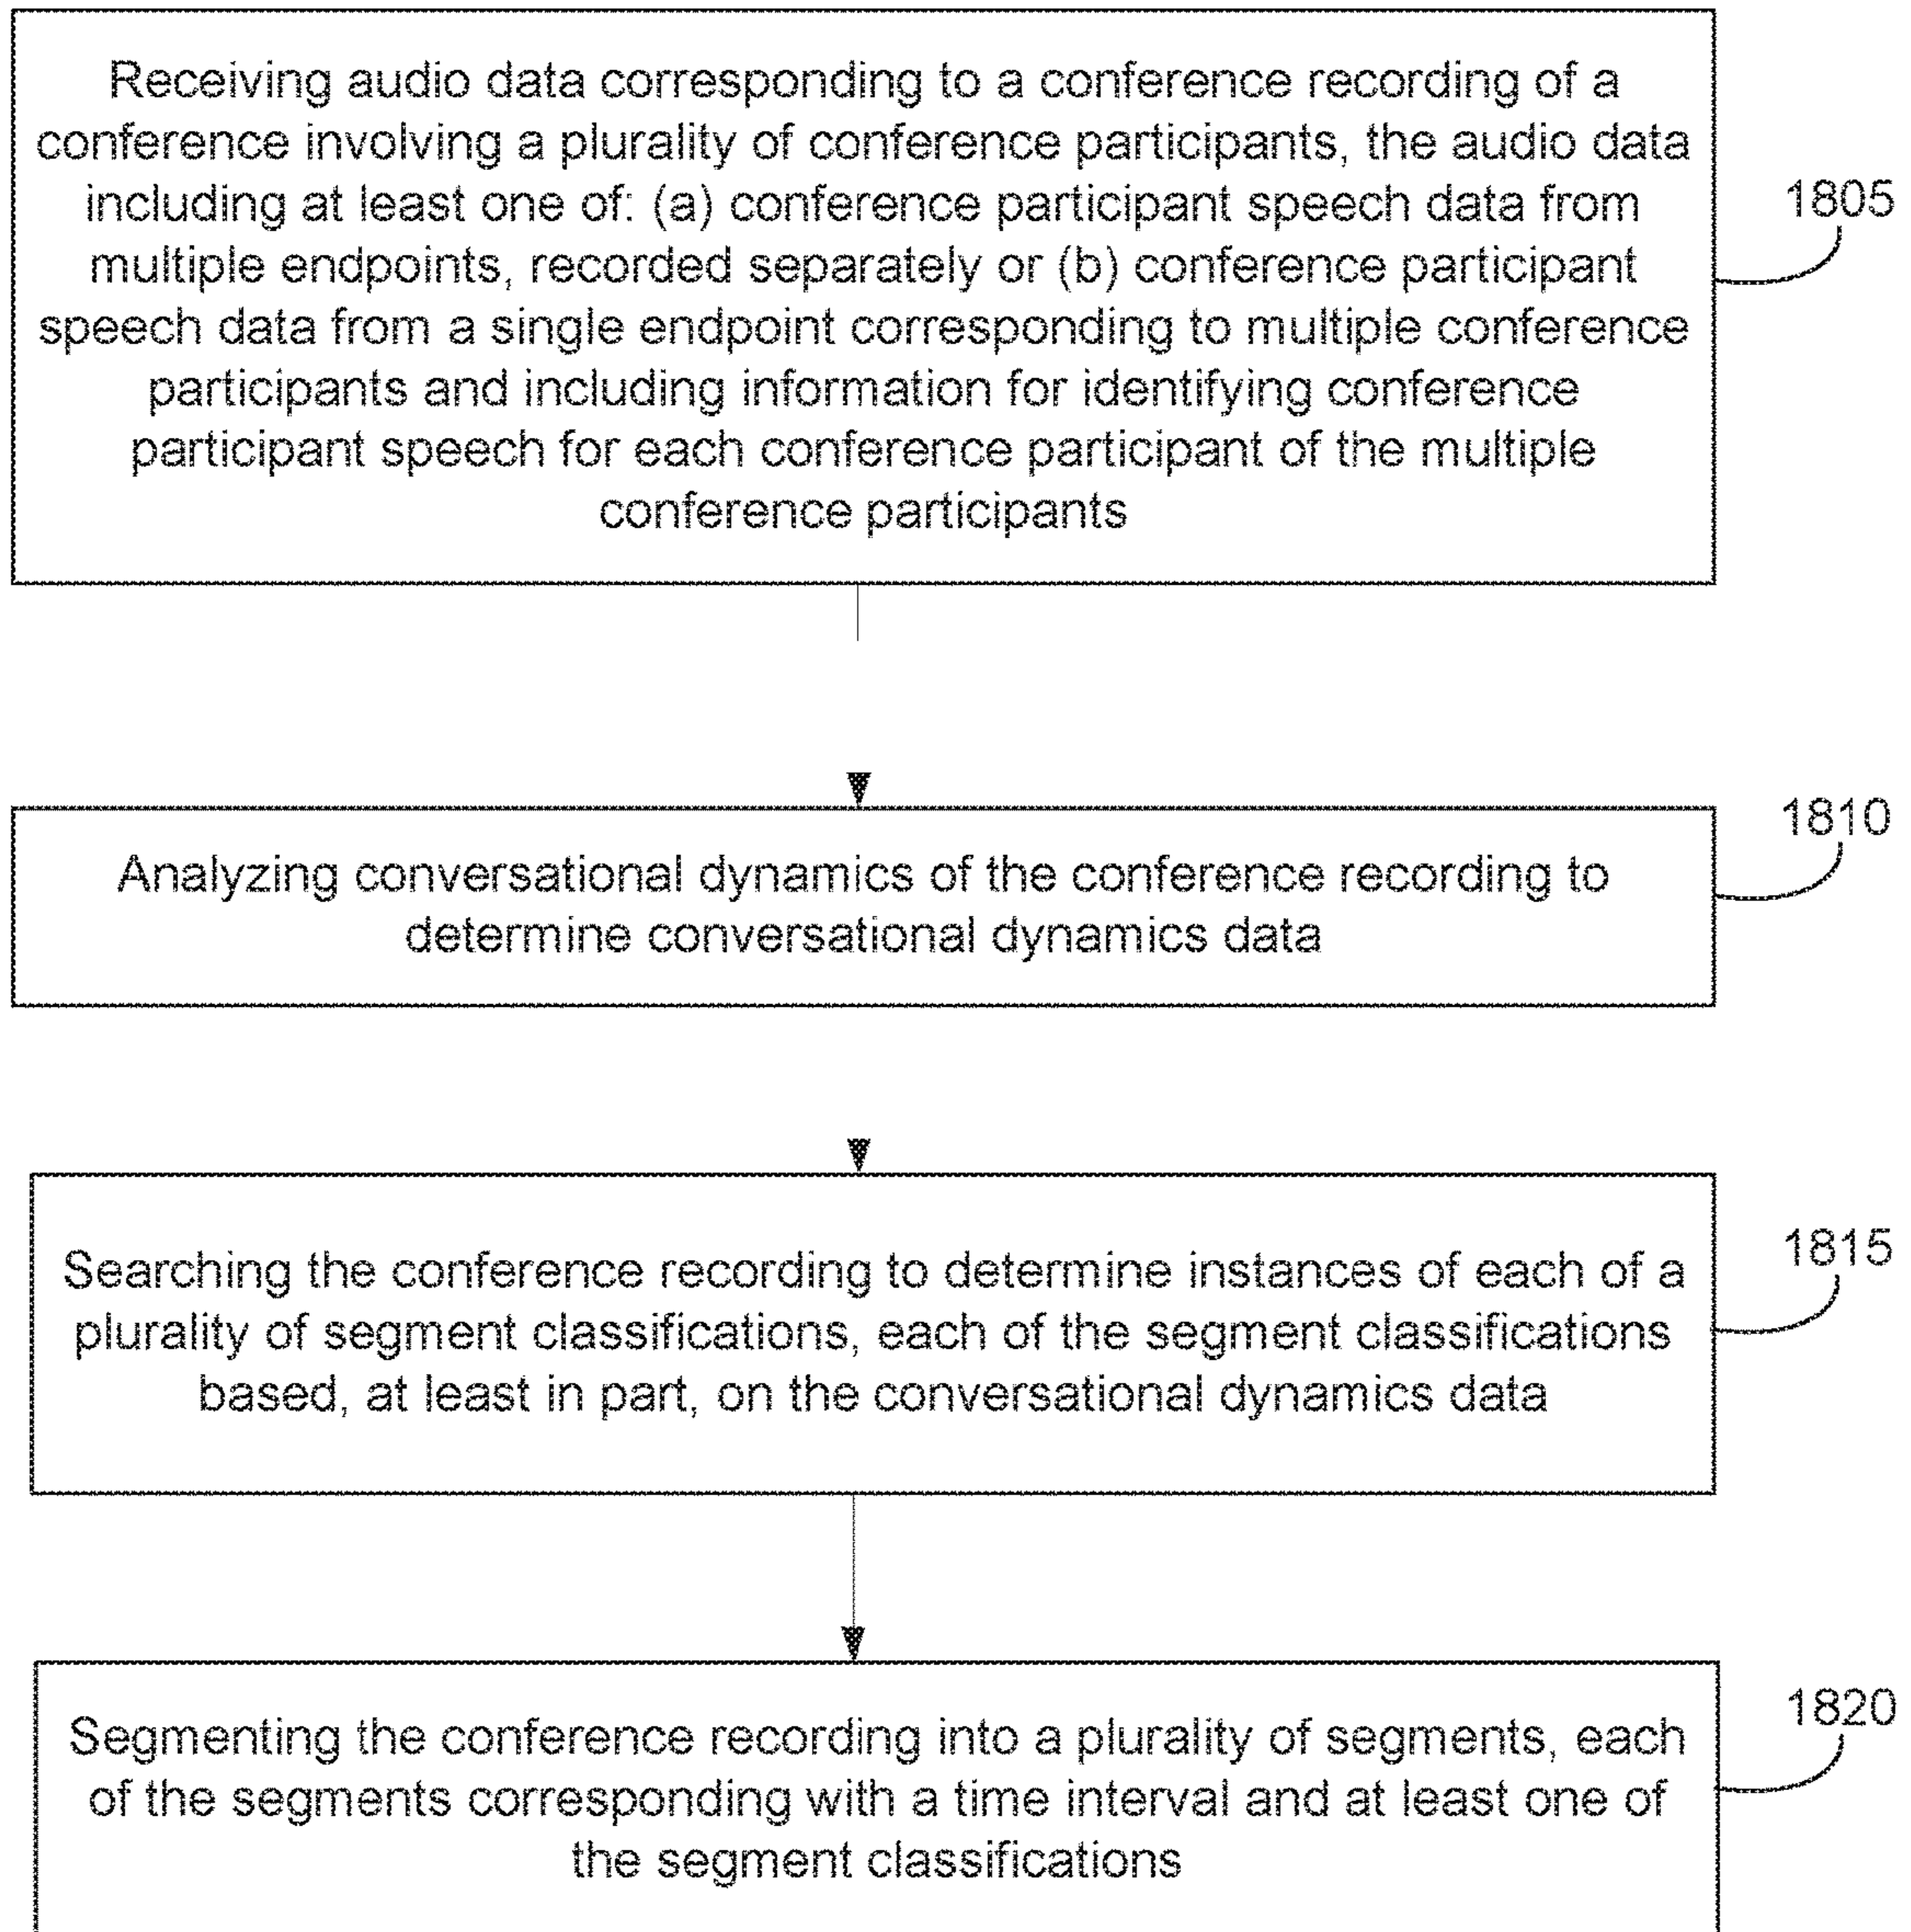 Receiving audio data corresponding to a conference recording of a
conference involving a plurality of conference participants, the audio data
including at least one of: (a) conference participant speech data from
multiple endpoints, recorded separately or (b) conference participant
speech data from a single endpoint corresponding to multiple conference
participants and including information for identifying conference
participant speech for each conference participant of the multiple
conference participants
1805
Analyzing conversational dynamics of the conference recording to
determine conversational dynamics data
1810
Searching the conference recording to determine instances of each of a
plurality of segment classifications, each of the segment classifications
based, at least in part, on the conversational dynamics data
1815
Segmenting the conference recording into a plurality of segments, each
of the segments corresponding with a time interval and at least one of
the segment classifications
1820